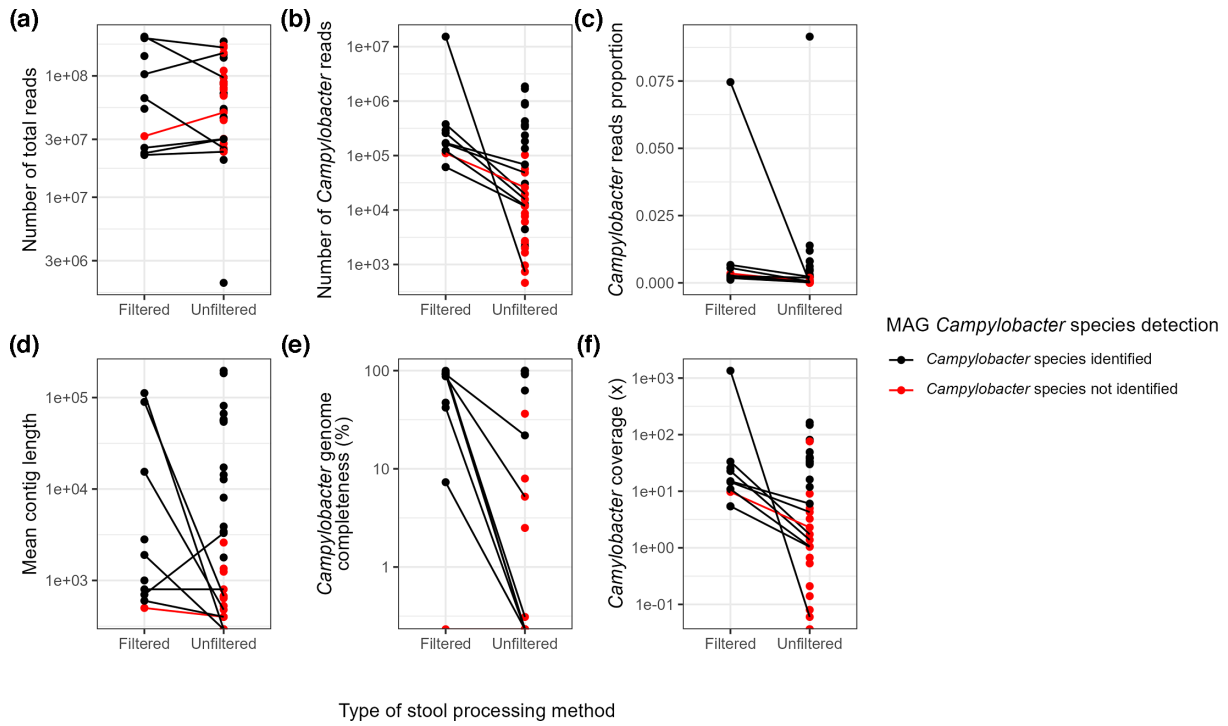 (a)
Number of total reads
1e+08
3e+07
1e+07
3e+06
Filtered
Unfiltered
(b)
Number of Campylobacter reads
1e+07
1e+06
1e+05
1e+04
1e+03
Filtered
Unfiltered
(c)
Campylobacter reads proportion
0.075
0.050
0.025
0.000
Filtered
Unfiltered
(d)
Mean contig length
1e+05
1e+04
1e+03
Filtered
Unfiltered
(e)
Campylobacter genome
completeness (%)
100
10
1
Filtered
Unfiltered
(f)
Camylobacter coverage (x)
1e+03
1e+02
1e+01
1e+00
1e-01
Filtered
Unfiltered
MAG Campylobacter species detection
Campylobacter species identified
Campylobacter species not identified
Type of stool processing method